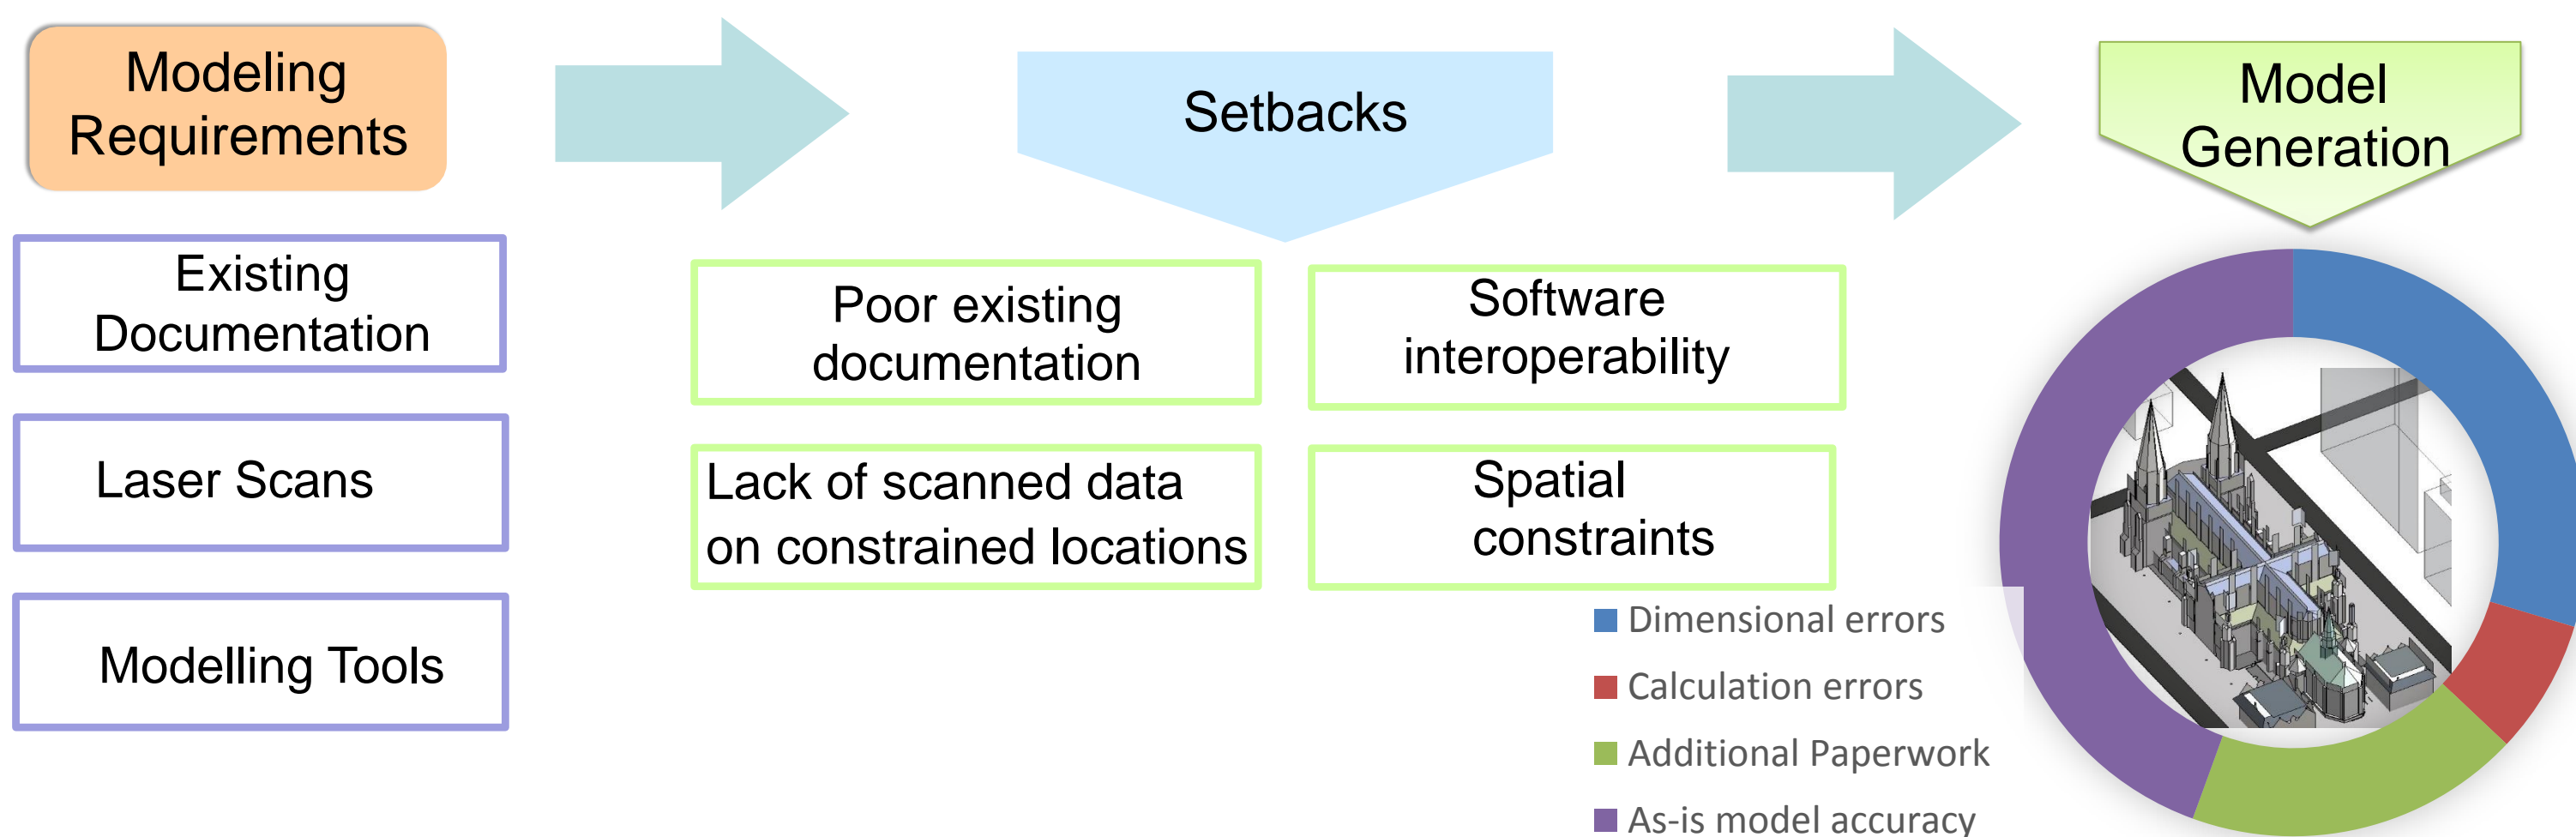 Modeling
Requirements
Existing
Documentation
Laser Scans
Modelling Tools
Setbacks
Poor existing
documentation
Software
interoperability
Lack of scanned data
on constrained locations
Spatial
constraints
Model
Generation
Dimensional errors
Calculation errors
Additional Paperwork
As-is model accuracy